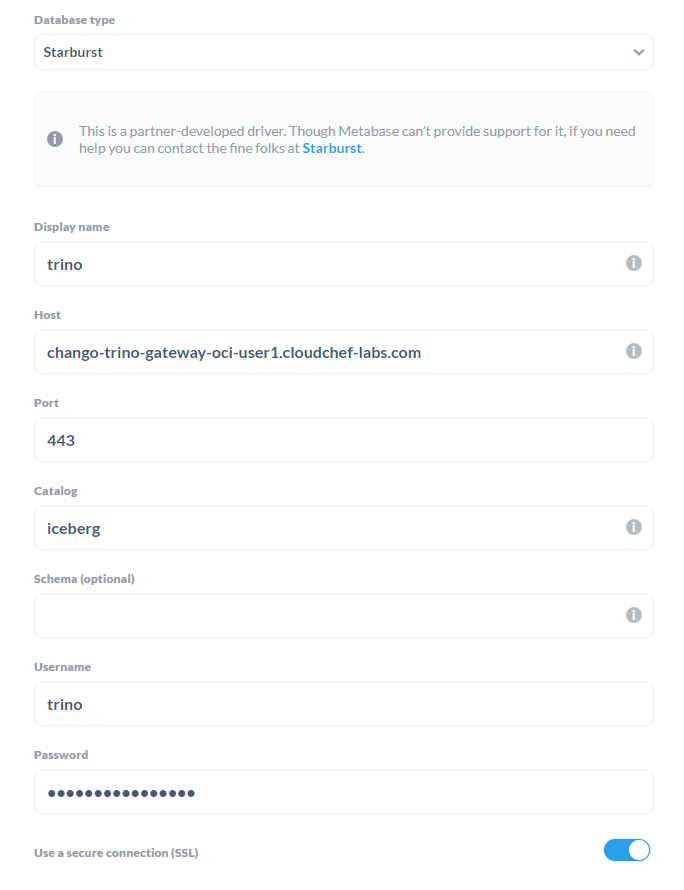 Database type
Starburst
This is a partner-developed driver. Though Metabase can't provide support for it, if you need
help you can contact the fine folks at Starburst.
Display name
trino
Host
chango-trino-gateway-oci-user1.cloudchef-labs.com
Port
443
Catalog
iceberg
Schema (optional)
Username
trino
Password
••••••••••••••••
Use a secure connection (SSL)